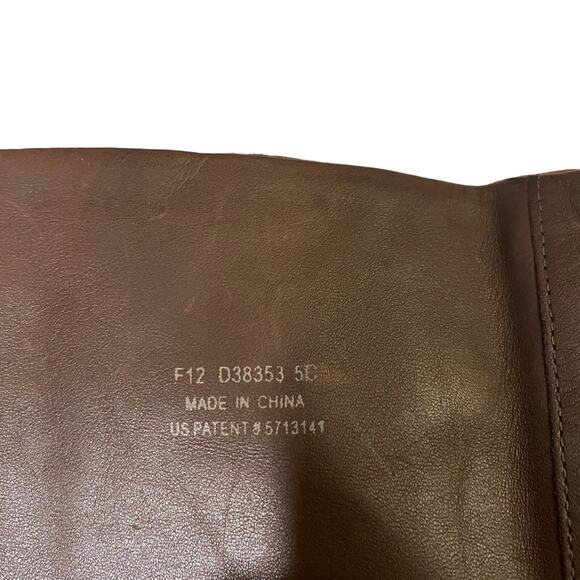 F12 D38353 5B
MADE IN CHINA
US PATENT # 5713141